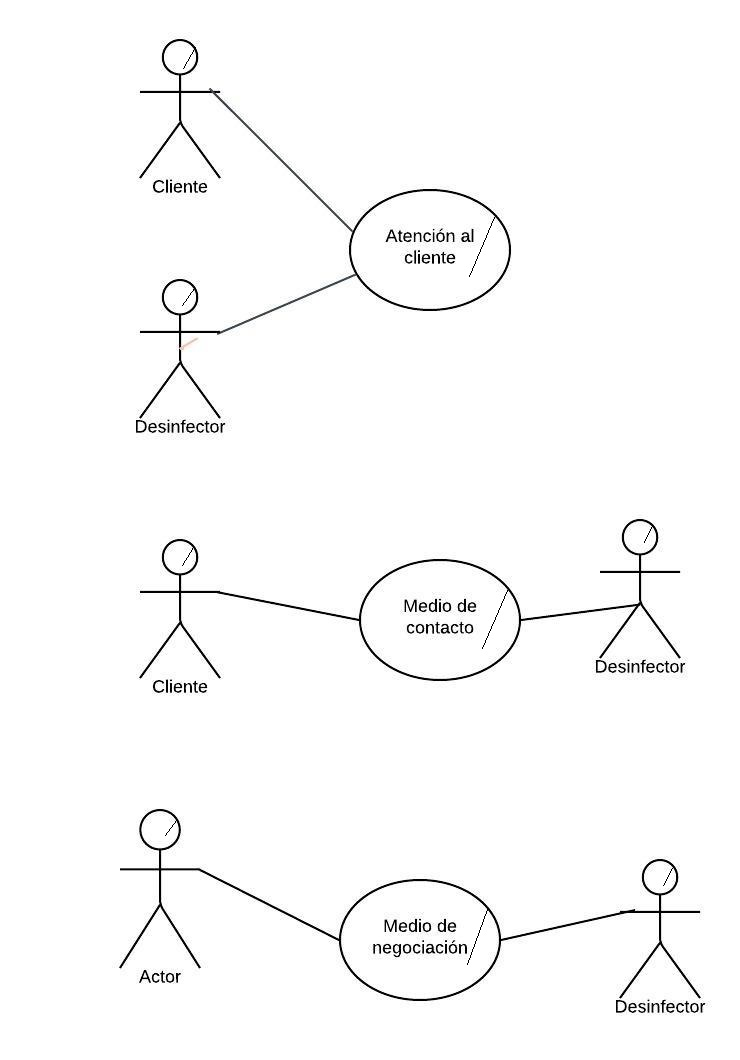 Cliente
Atención al
cliente
Desinfector
Cliente
Medio de
contacto
Desinfector
Actor
Medio de
negociación
Desinfector